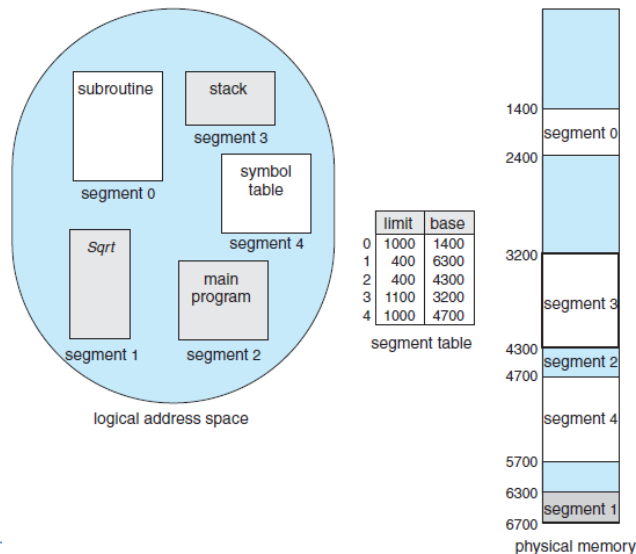 subroutine
segment 0
stack
segment 3
symbol
table
segment 4
Sqrt
segment 1
main
program
segment 2
logical address space
limit base
0 1000 1400
1 400 6300
2 400 4300
3 1100 3200
4 1000 4700
segment table
1400
segment 0
2400
3200
segment 3
4300
segment 2
4700
segment 4
5700
6300
segment 1
6700
physical memory